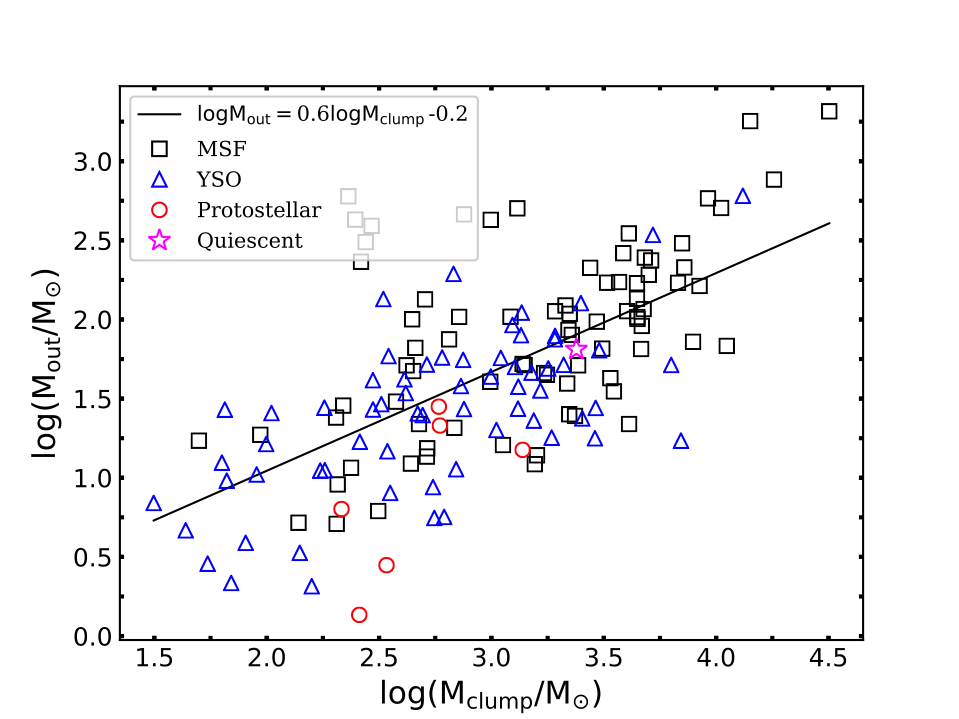 logM_out = 0.6logM_clump -0.2
MSF
YSO
Protostellar
Quiescent
3.0
2.5
2.0
1.5
1.0
0.5
0.0
log(M_out/M_⊙)
1.5 2.0 2.5 3.0 3.5 4.0 4.5
log(M_clump/M_⊙)